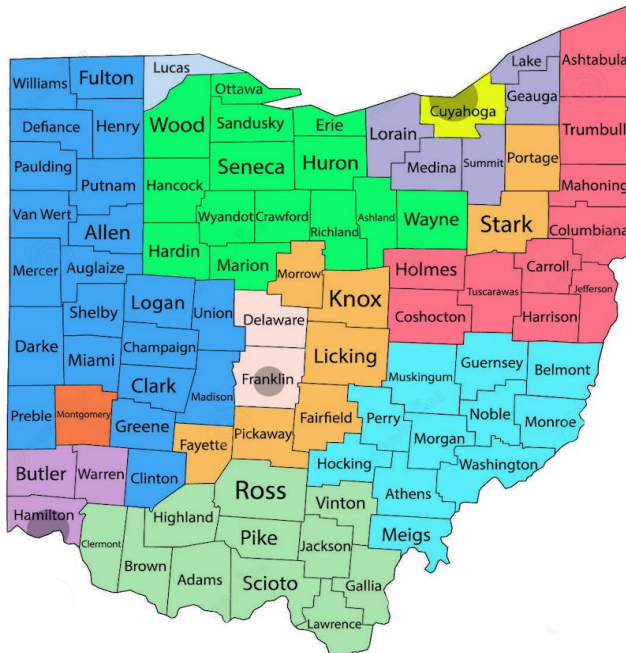 Lake
Ashtabula
Lucas
Williams
Fulton
Geauga
Ottawa
Cuyahoga
Defiance
Henry
Wood
Sandusky
Erie
Lorain
Trumbull
Paulding
Seneca
Huron
Medina
Summit
Portage
Putnam
Hancock
Mahoning
Van Wert
Wyandot
Crawford
Ashland
Wayne
Stark
Columbiana
Allen
Richland
Hardin
Marion
Mercer
Auglaize
Morrow
Holmes
Carroll
Tuscarawas
Jefferson
Logan
Union
Knox
Shelby
Delaware
Coshocton
Harrison
Darke
Champaign
Miami
Licking
Guernsey
Belmont
Clark
Franklin
Muskingum
Madison
Preble
Montgomery
Greene
Fairfield
Perry
Noble
Monroe
Pickaway
Fayette
Morgan
Butler
Warren
Clinton
Hocking
Washington
Ross
Athens
Hamilton
Vinton
Highland
Pike
Meigs
Clermont
Jackson
Brown
Adams
Scioto
Gallia
Lawrence